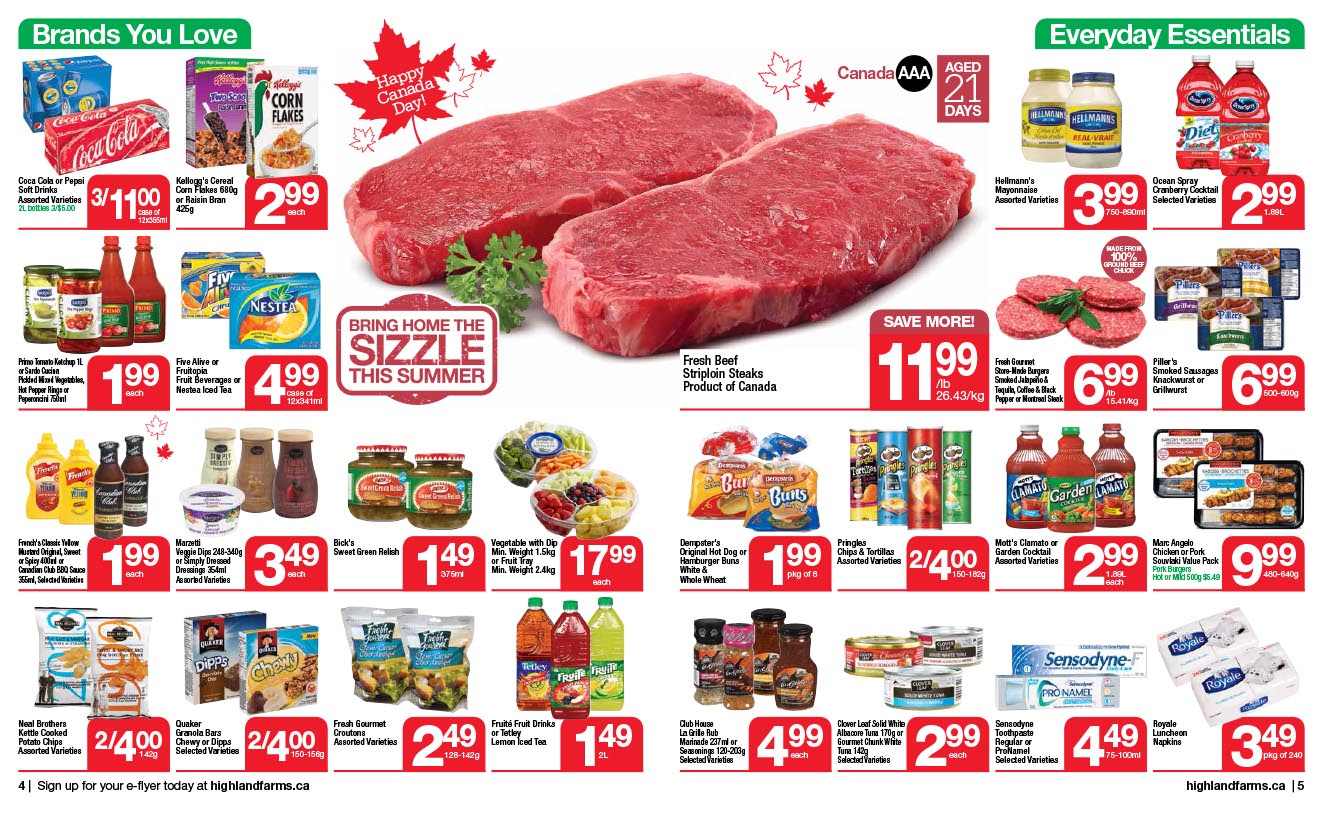 Brands You Love
Happy
Canada
Day!
Canada AAA
AGED
21
DAYS
Everyday Essentials
Coca Cola or Pepsi
Soft Drinks
Assorted Varieties
2L bottles 3/$5.00
3/11.00
case of
12x355ml
Kellogg's Cereal
Corn Flakes 680g
or Raisin Bran
425g
2.99
each
Primo Tomato Ketchup 1L
or Sardo Cucina
Pickled Mixed Vegetables,
Hot Pepper Rings or
Peperoncini 750ml
1.99
each
Five Alive or
Fruitopia
Fruit Beverages or
Nestea Iced Tea
4.99
case of
12x341ml
BRING HOME THE
SIZZLE
THIS SUMMER
Fresh Beef
Striploin Steaks
Product of Canada
SAVE MORE!
11.99
/lb
26.43/kg
Hellmann's
Mayonnaise
Assorted Varieties
3.99
750-890ml
Ocean Spray
Cranberry Cocktail
Selected Varieties
2.99
1.89L
MADE FROM
100%
GROUND BEEF
CHUCK
Fresh Gourmet
Store-Made Burgers
Smoked Jalapeño &
Tequila, Coffee & Black
Pepper or Montreal Steak
6.99
/lb
15.41/kg
Piller's
Smoked Sausages
Knackwurst or
Grillwurst
6.99
500-600g
French's Classic Yellow
Mustard Original, Sweet
or Spicy 400ml or
Canadian Club BBQ Sauce
355ml, Selected Varieties
1.99
each
Marzetti
Veggie Dips 248-340g
or Simply Dressed
Dressings 354ml
Assorted Varieties
3.49
each
Bick's
Sweet Green Relish
1.49
375ml
Vegetable with Dip
Min. Weight 1.5kg
or Fruit Tray
Min. Weight 2.4kg
17.99
each
Dempster's
Original Hot Dog or
Hamburger Buns
White &
Whole Wheat
1.99
pkg of 6
Pringles
Chips & Tortillas
Assorted Varieties
2/4.00
150-182g
Mott's Clamato or
Garden Cocktail
Assorted Varieties
2.99
1.89L
each
Marc Angelo
Chicken or Pork
Souvlaki Value Pack
Pork Burgers
Hot or Mild 500g $5.49
9.99
480-640g
Neal Brothers
Kettle Cooked
Potato Chips
Assorted Varieties
2/4.00
142g
Quaker
Granola Bars
Chewy or Dipps
Selected Varieties
2/4.00
150-156g
Fresh Gourmet
Croutons
Assorted Varieties
2.49
128-142g
Fruité Fruit Drinks
or Tetley
Lemon Iced Tea
1.49
2L
Club House
La Grille Rub
Marinade 237ml or
Seasonings 120-203g
Selected Varieties
4.99
each
Clover Leaf Solid White
Albacore Tuna 170g or
Gourmet Chunk White
Tuna 142g
Selected Varieties
2.49
each
Sensodyne
Toothpaste
Regular or
ProNamel
Selected Varieties
4.49
75-100ml
Royale
Luncheon
Napkins
3.49
pkg of 240
4 | Sign up for your e-flyer today at highlandfarms.ca
highlandfarms.ca | 5